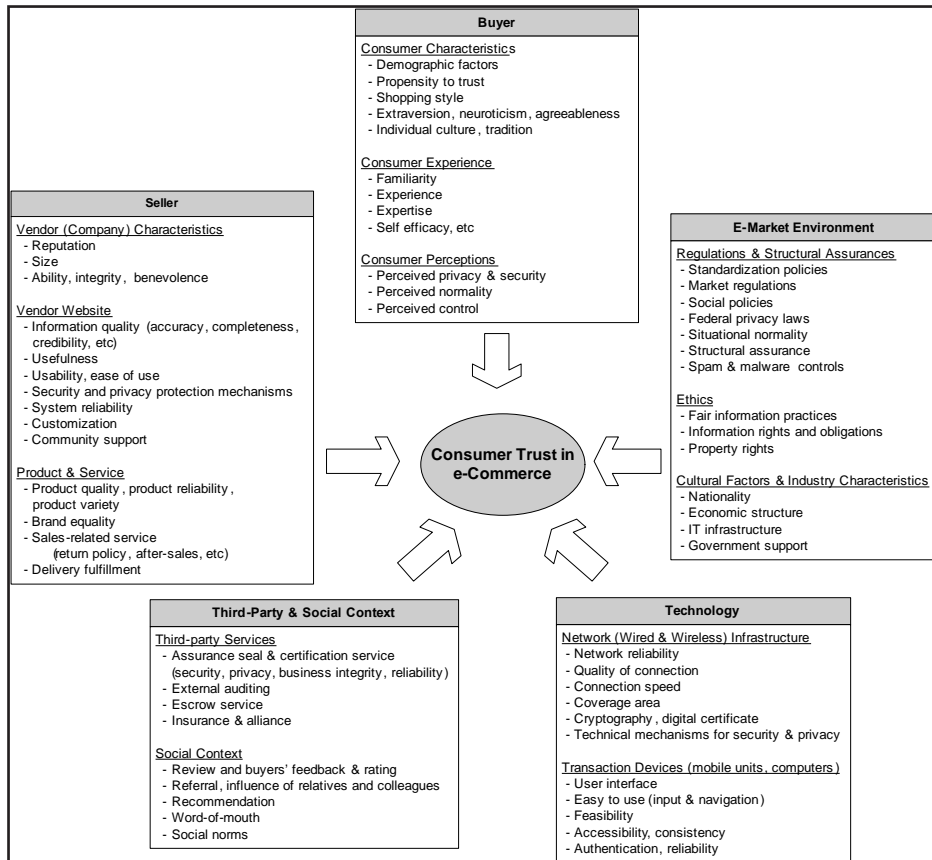 Buyer
Consumer Characteristics
- Demographic factors
- Propensity to trust
- Shopping style
- Extraversion, neuroticism, agreeableness
- Individual culture, tradition
Consumer Experience
- Familiarity
- Experience
- Expertise
- Self efficacy, etc
Consumer Perceptions
- Perceived privacy & security
- Perceived normality
- Perceived control
Seller
Vendor (Company) Characteristics
- Reputation
- Size
- Ability, integrity, benevolence
Vendor Website
- Information quality (accuracy, completeness,
credibility, etc)
- Usefulness
- Usability, ease of use
- Security and privacy protection mechanisms
- System reliability
- Customization
- Community support
Product & Service
- Product quality, product reliability,
product variety
- Brand equality
- Sales-related service
(return policy, after-sales, etc)
- Delivery fulfillment
E-Market Environment
Regulations & Structural Assurances
- Standardization policies
- Market regulations
- Social policies
- Federal privacy laws
- Situational normality
- Structural assurance
- Spam & malware controls
Ethics
- Fair information practices
- Information rights and obligations
- Property rights
Cultural Factors & Industry Characteristics
- Nationality
- Economic structure
- IT infrastructure
- Government support
Consumer Trust in
e-Commerce
Third-Party & Social Context
Third-party Services
- Assurance seal & certification service
(security, privacy, business integrity, reliability)
- External auditing
- Escrow service
- Insurance & alliance
Social Context
- Review and buyers' feedback & rating
- Referral, influence of relatives and colleagues
- Recommendation
- Word-of-mouth
- Social norms
Technology
Network (Wired & Wireless) Infrastructure
- Network reliability
- Quality of connection
- Connection speed
- Coverage area
- Cryptography, digital certificate
- Technical mechanisms for security & privacy
Transaction Devices (mobile units, computers)
- User interface
- Easy to use (input & navigation)
- Feasibility
- Accessibility, consistency
- Authentication, reliability